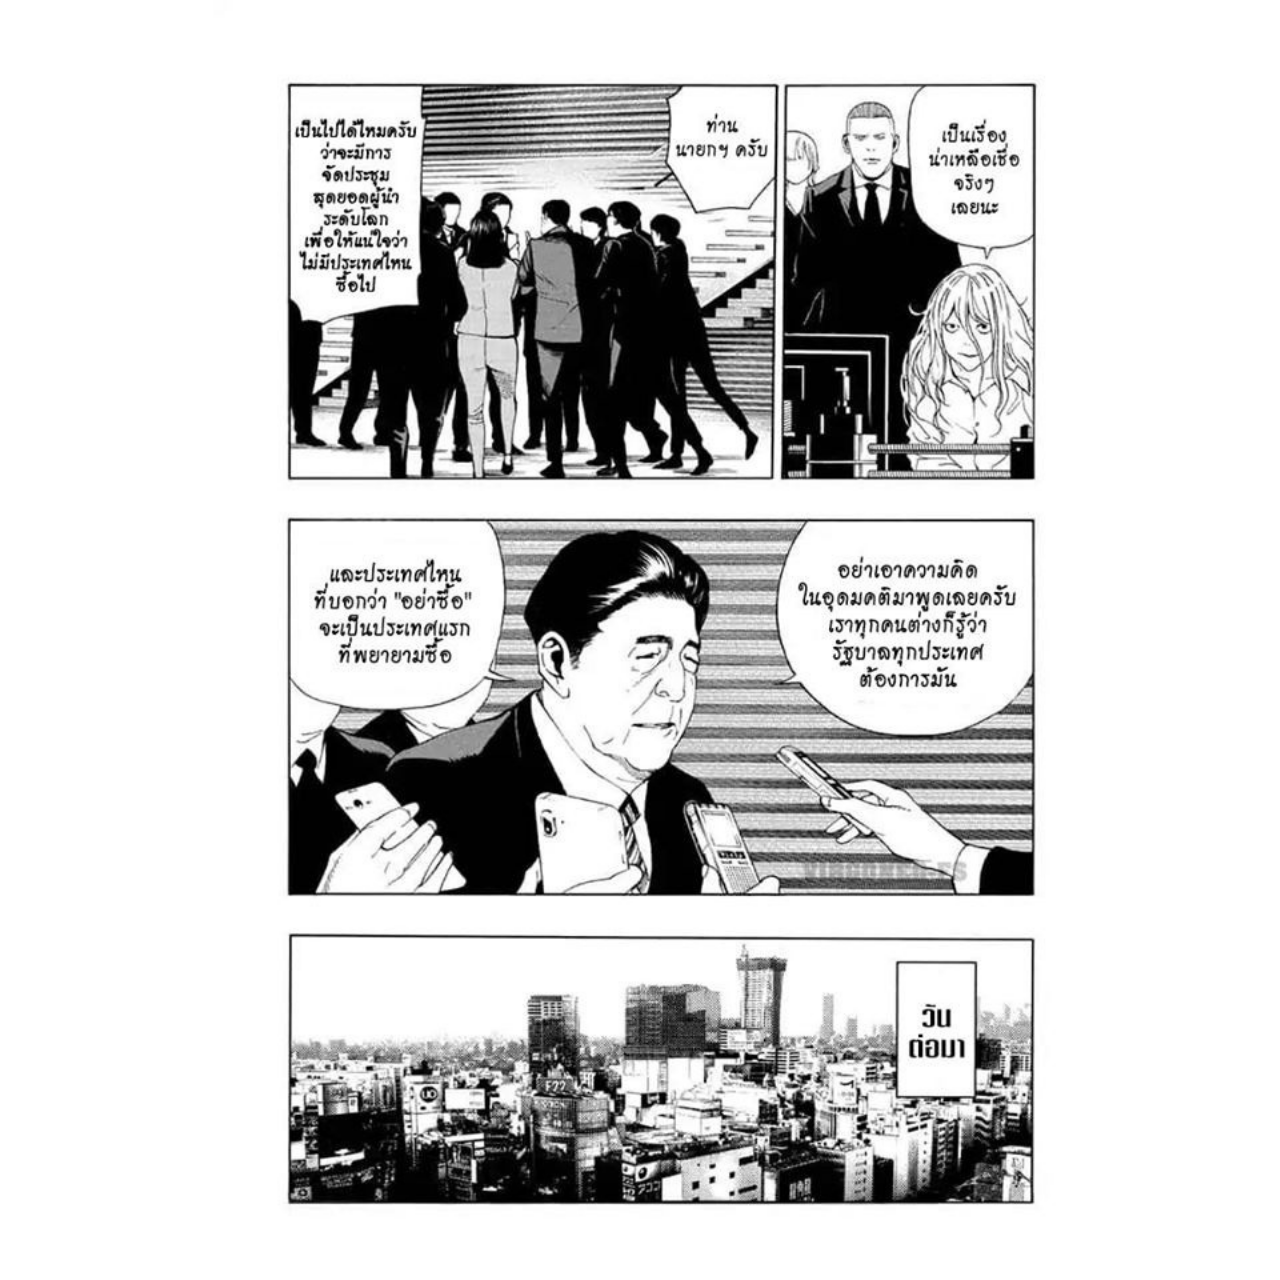 เป็นเรื่อง
น่าเหลือเชื่อ
จริงๆ
เลยนะ
ท่าน
นายกฯ ครับ
เป็นไปได้ไหมครับ
ว่าจะมีการ
จัดประชุม
สุดยอดผู้นำ
ระดับโลก
เพื่อให้แน่ใจว่า
ไม่มีประเทศไหน
ซื้อไป
อย่าเอาความคิด
ในอุดมคติมาพูดเลยครับ
เราทุกคนต่างก็รู้ว่า
รัฐบาลทุกประเทศ
ต้องการมัน
และประเทศไหน
ที่บอกว่า "อย่าซื้อ"
จะเป็นประเทศแรก
ที่พยายามซื้อ
วัน
ต่อมา